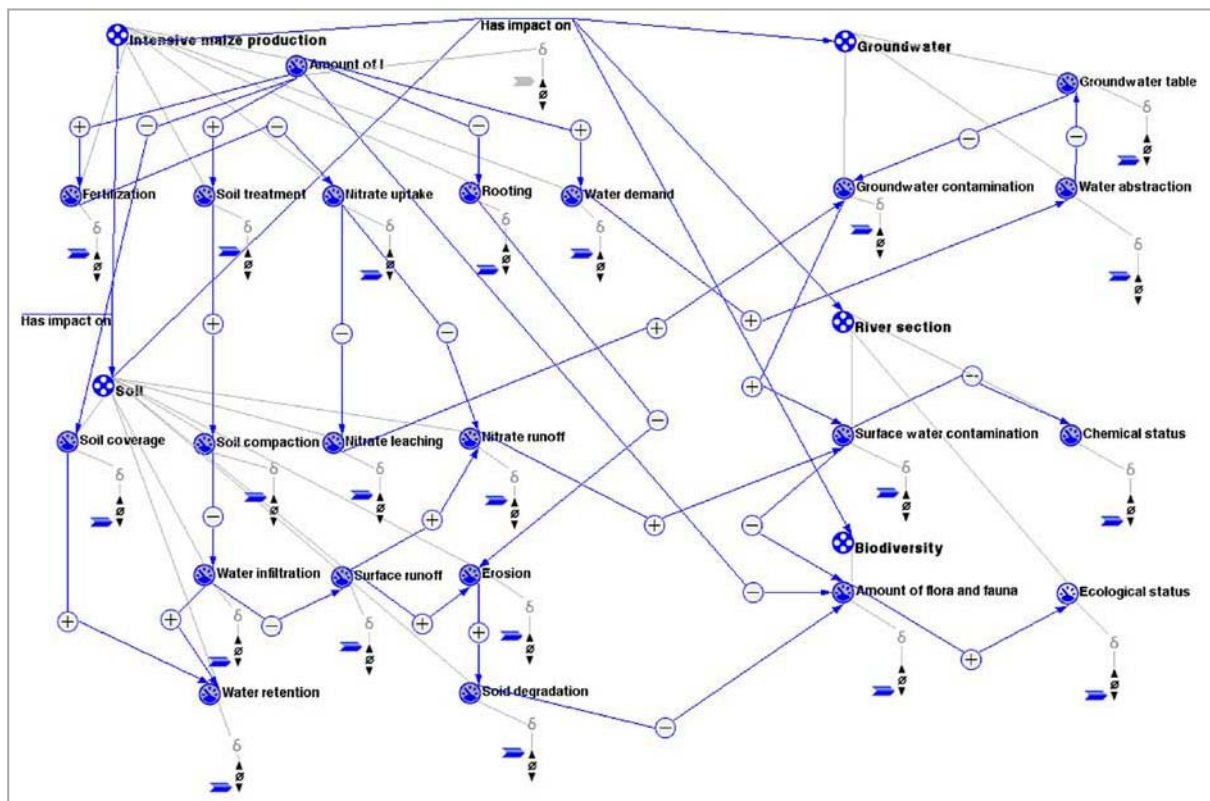 Has impact on
Intensive maize production
Groundwater
Amount of I
Groundwater table
Fertilization
Soil treatment
Nitrate uptake
Rooting
Water demand
Groundwater contamination
Water abstraction
Has impact on
River section
Soil
Soil coverage
Soil compaction
Nitrate leaching
Nitrate runoff
Surface water contamination
Chemical status
Biodiversity
Water infiltration
Surface runoff
Erosion
Amount of flora and fauna
Ecological status
Water retention
Soid degradation